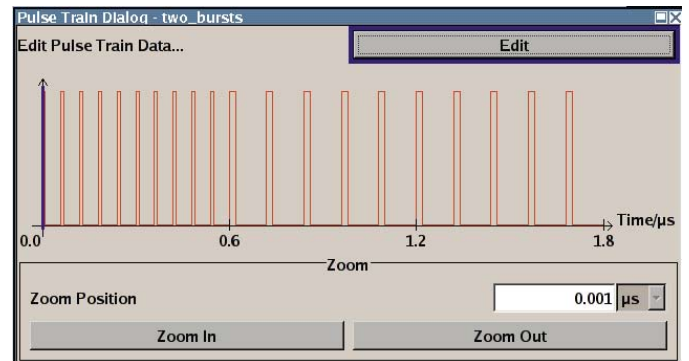 Pulse Train Dialog - two_bursts
Edit Pulse Train Data... Edit
Time/µs
0.0 0.6 1.2 1.8
Zoom
Zoom Position 0.001 µs
Zoom In Zoom Out